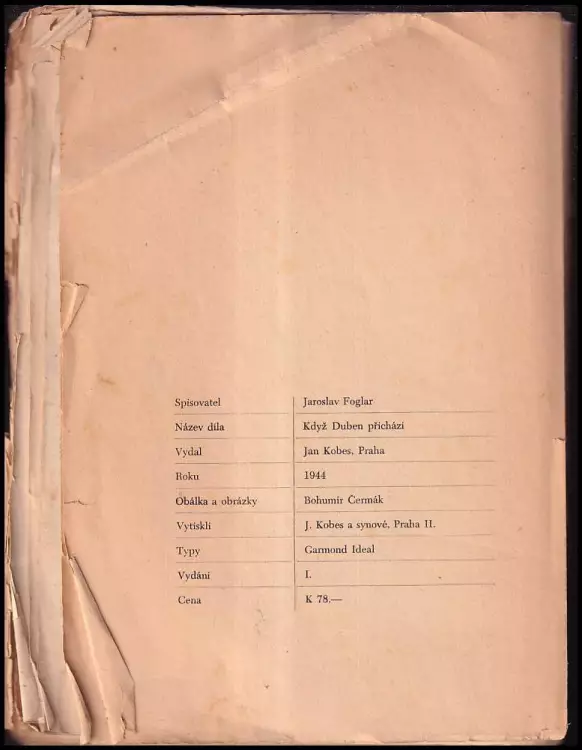 Spisovatel Jaroslav Foglar
Název díla Když Duben přichází
Vydal Jan Kobes, Praha
Roku 1944
Obálka a obrázky Bohumír Čermák
Vytiskli J. Kobes a synové, Praha II.
Typy Garmond Ideal
Vydání I.
Cena K 78.—